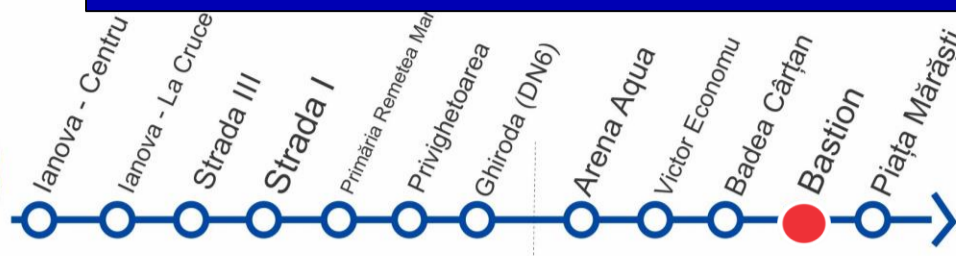 Ianova - Centru
Ianova - La Cruce
Strada III
Strada I
Primăria Remetea Mar
Privighetoarea
Ghiroda (DN6)
Arena Aqua
Victor Economu
Badea Cârțan
Bastion
Piața Mărăști